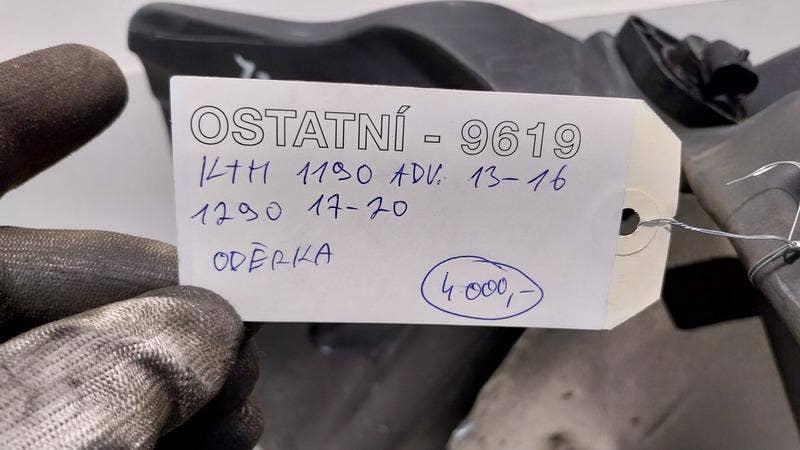 OSTATNÍ - 9619
KTM 1190 ADV. 13-16
1290 17-20
ODĚRKA
4.000,-